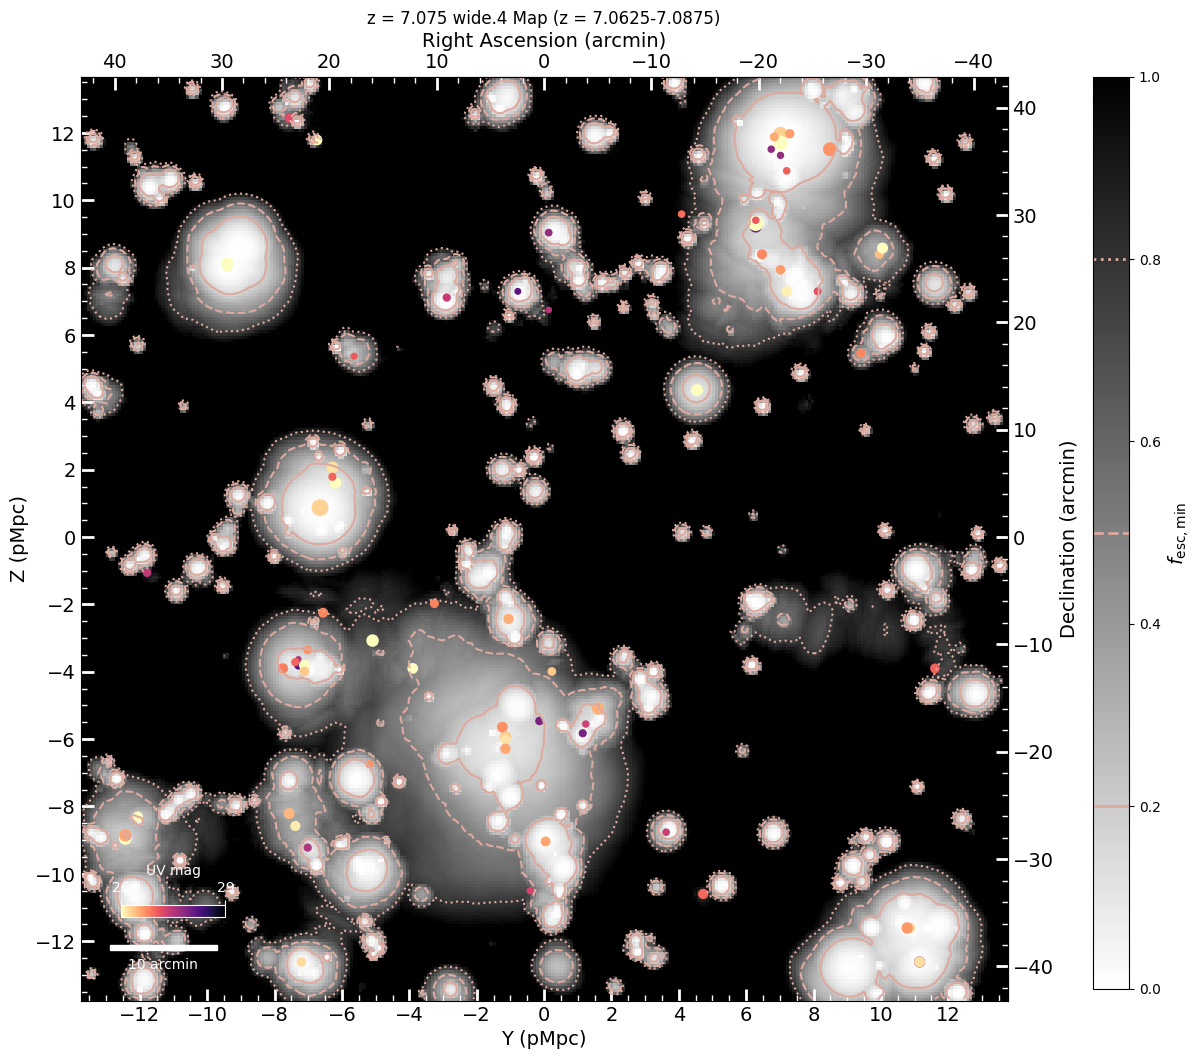 z = 7.075 wide.4 Map (z = 7.0625-7.0875)
Right Ascension (arcmin)
40 30 20 10 0 −10 −20 −30 −40
12 10 8 6 4 2 0 −2 −4 −6 −8 −10 −12
Z (pMpc)
40 30 20 10 0 −10 −20 −30 −40
Declination (arcmin)
UV mag
28
10 arcmin
−12 −10 −8 −6 −4 −2 0 2 4 6 8 10 12
Y (pMpc)
1.0
0.8
0.6
0.4
0.2
0.0
fesc,min